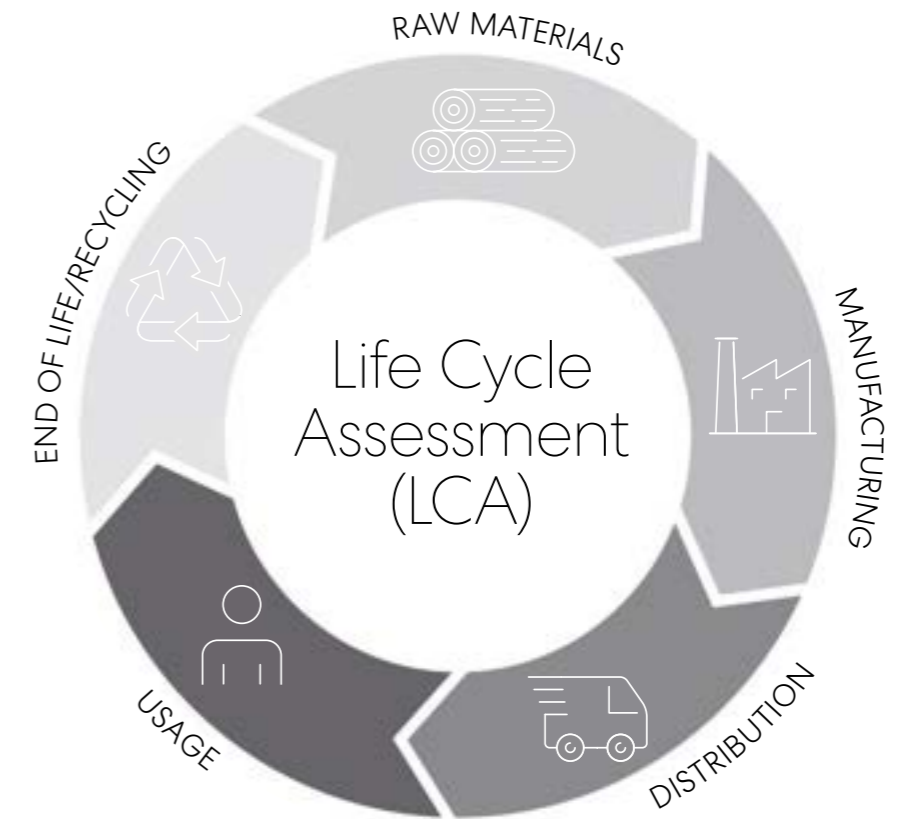 RAW MATERIALS
MANUFACTURING
DISTRIBUTION
USAGE
END OF LIFE/RECYCLING
Life Cycle
Assessment
(LCA)